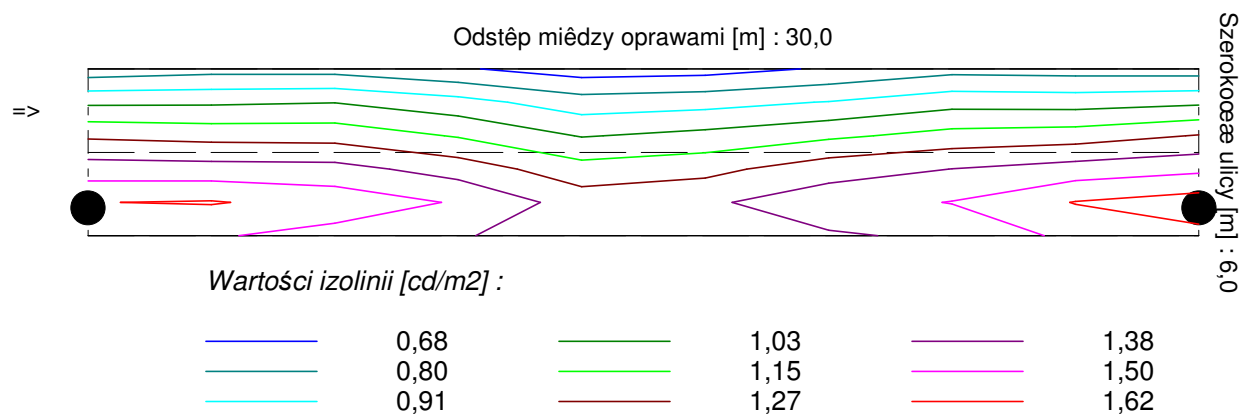 Odstêp miêdzy oprawami [m] : 30,0
=>
Szerokoœæ ulicy [m] : 6,0
Wartości izolinii [cd/m2] :
0,68 1,03 1,38
0,80 1,15 1,50
0,91 1,27 1,62